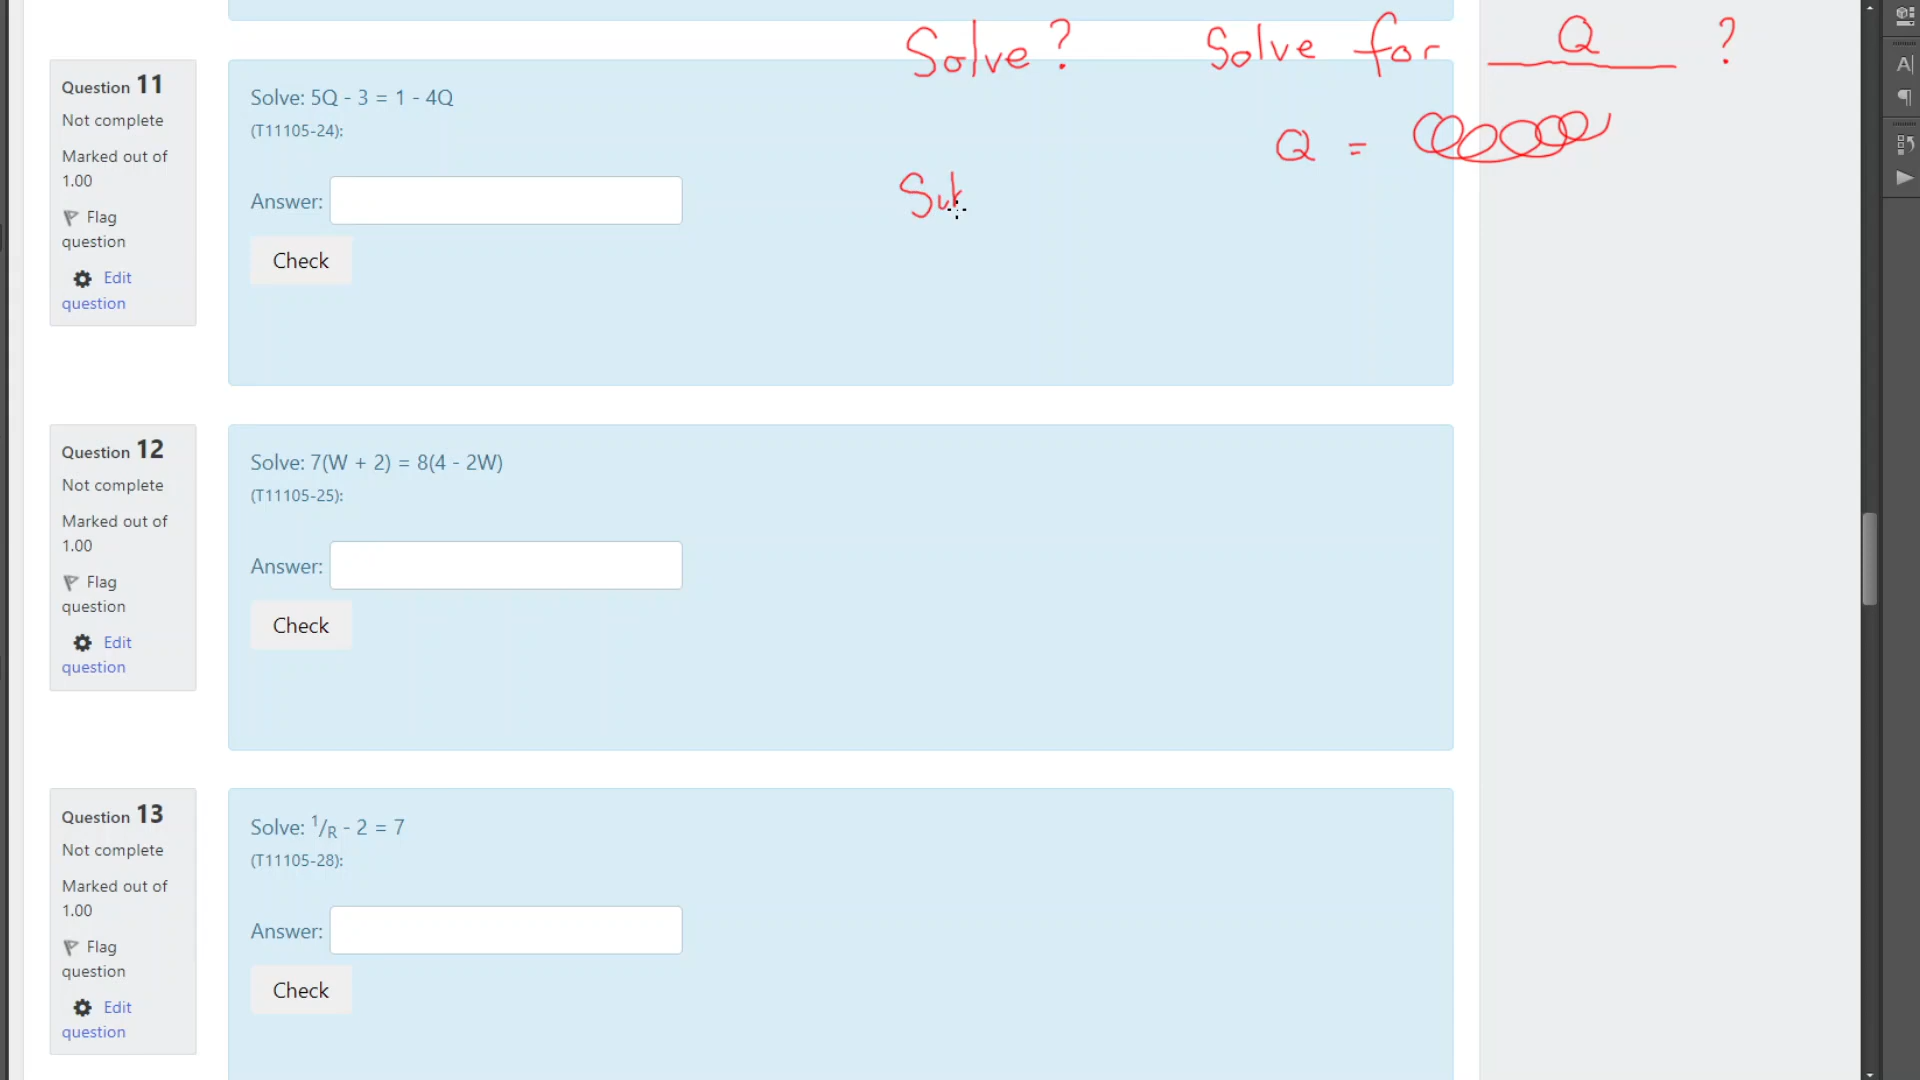 Solve? Solve for Q ?
Question 11
Not complete
Marked out of
1.00
Flag
question
Edit
question
Solve: 5Q - 3 = 1 - 4Q
(T11105-24):
Answer:
Check
Q =
Question 12
Not complete
Marked out of
1.00
Flag
question
Edit
question
Solve: 7(W + 2) = 8(4 - 2W)
(T11105-25):
Answer:
Check
Question 13
Not complete
Marked out of
1.00
Flag
question
Edit
question
Solve: 1/R - 2 = 7
(T11105-28):
Answer:
Check